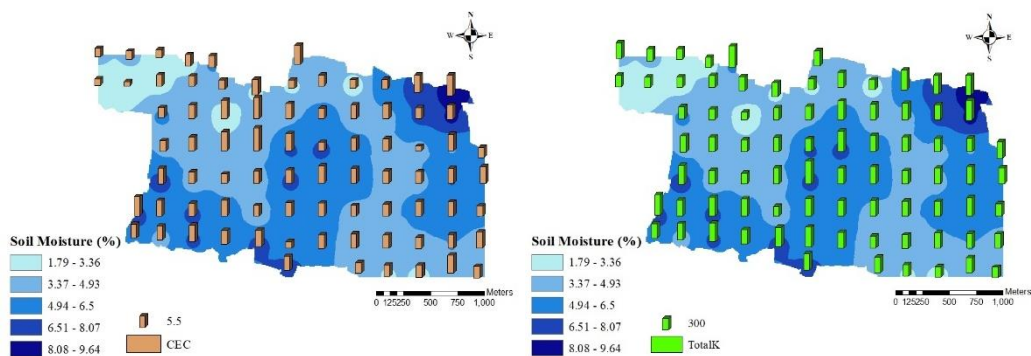 N
W E
S
Soil Moisture (%)
1.79 - 3.36
3.37 - 4.93
4.94 - 6.5
6.51 - 8.07
8.08 - 9.64
5.5
CEC
Meters
0 125250 500 750 1,000
N
W E
S
Soil Moisture (%)
1.79 - 3.36
3.37 - 4.93
4.94 - 6.5
6.51 - 8.07
8.08 - 9.64
300
TotalK
Meters
0 125250 500 750 1,000